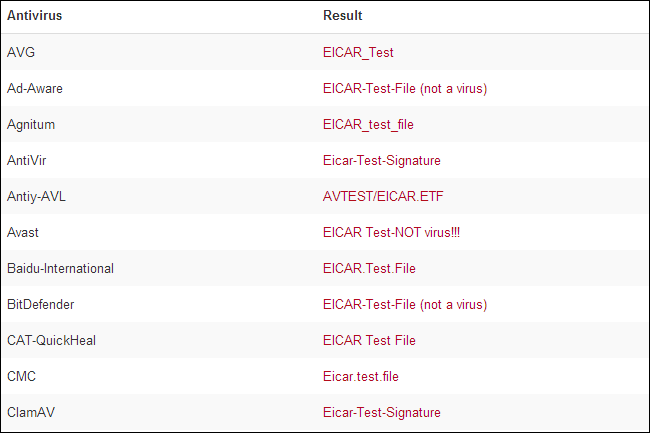 Antivirus Result
AVG EICAR_Test
Ad-Aware EICAR-Test-File (not a virus)
Agnitum EICAR_test_file
AntiVir Eicar-Test-Signature
Antiy-AVL AVTEST/EICAR.ETF
Avast EICAR Test-NOT virus!!!
Baidu-International EICAR.Test.File
BitDefender EICAR-Test-File (not a virus)
CAT-QuickHeal EICAR Test File
CMC Eicar.test.file
ClamAV Eicar-Test-Signature